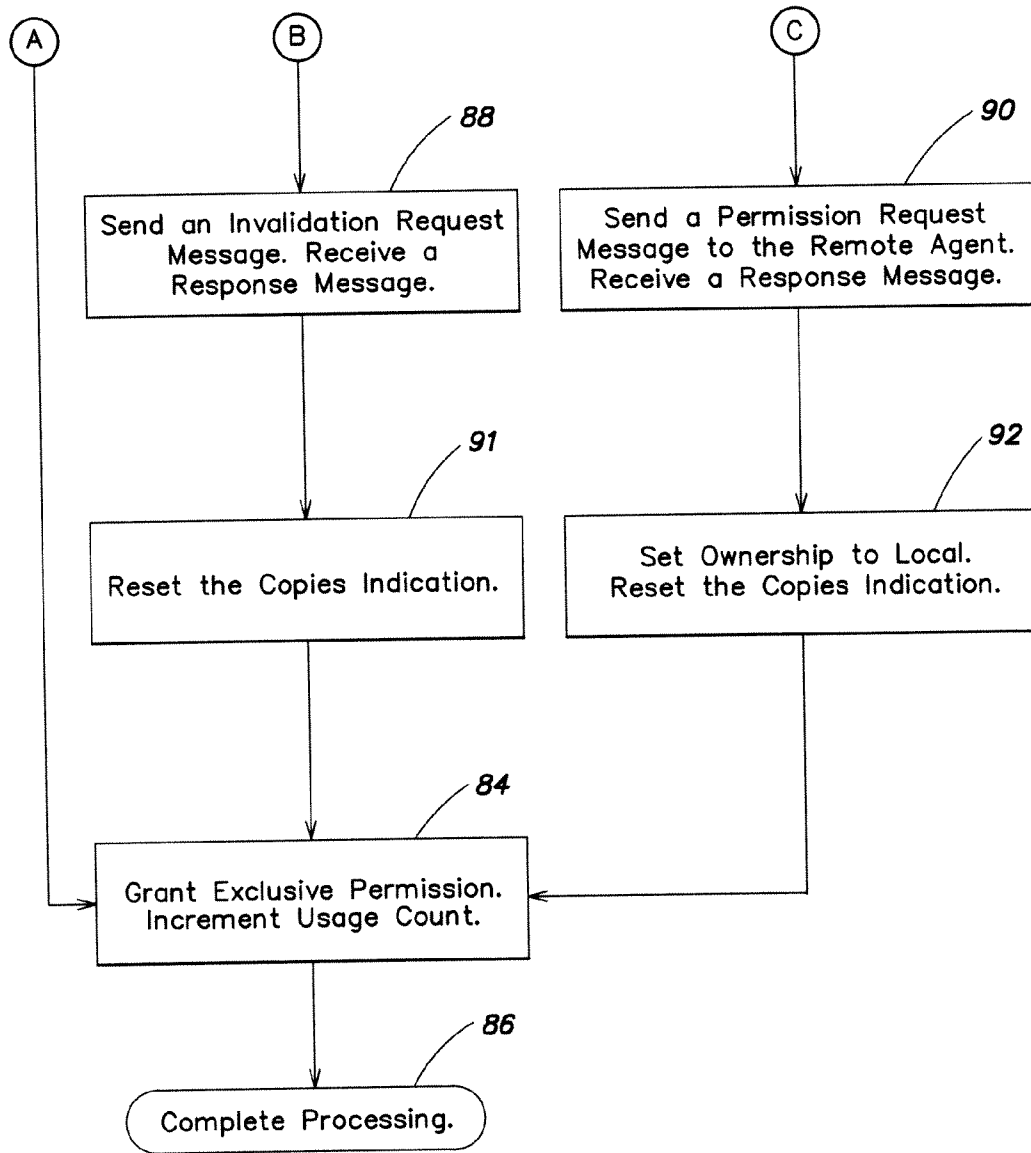 A
B
C
88
90
Send an Invalidation Request
Message. Receive a
Response Message.
Send a Permission Request
Message to the Remote Agent.
Receive a Response Message.
91
92
Reset the Copies Indication.
Set Ownership to Local.
Reset the Copies Indication.
84
Grant Exclusive Permission.
Increment Usage Count.
86
Complete Processing.